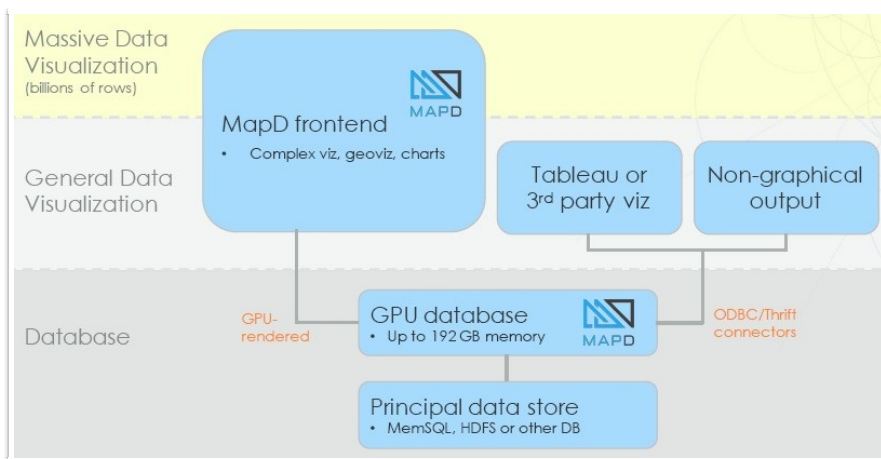 Massive Data
Visualization
(billions of rows)
MAPD
MapD frontend
• Complex viz, geoviz, charts
General Data
Visualization
Tableau or
3rd party viz
Non-graphical
output
Database
GPU-
rendered
GPU database
• Up to 192 GB memory
MAPD
ODBC/Thrift
connectors
Principal data store
• MemSQL, HDFS or other DB